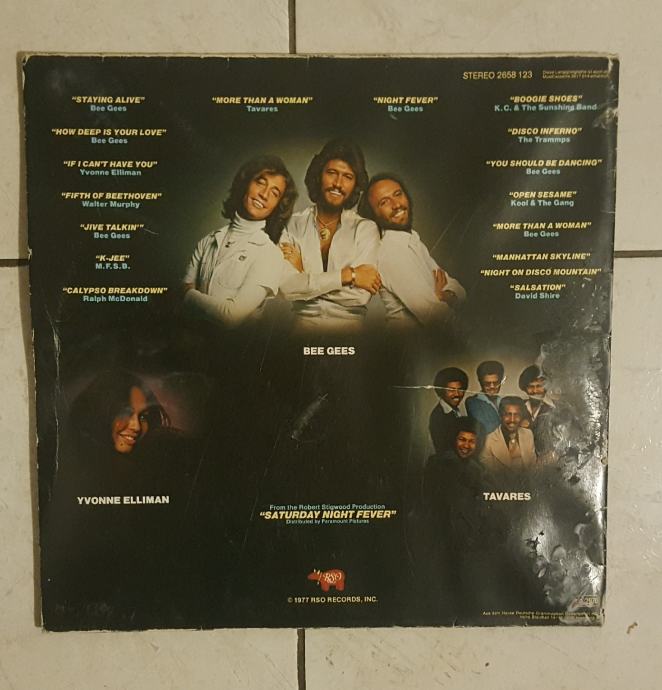 STEREO 2658 123
"STAYING ALIVE"
Bee Gees
"HOW DEEP IS YOUR LOVE"
Bee Gees
"IF I CAN'T HAVE YOU"
Yvonne Elliman
"FIFTH OF BEETHOVEN"
Walter Murphy
"JIVE TALKIN'"
Bee Gees
"K-JEE"
M.F.S.B.
"CALYPSO BREAKDOWN"
Ralph McDonald
"MORE THAN A WOMAN"
Tavares
"NIGHT FEVER"
Bee Gees
"BOOGIE SHOES"
K.C. & The Sunshine Band
"DISCO INFERNO"
The Trammps
"YOU SHOULD BE DANCING"
Bee Gees
"OPEN SESAME"
Kool & The Gang
"MORE THAN A WOMAN"
Bee Gees
"MANHATTAN SKYLINE"
"NIGHT ON DISCO MOUNTAIN"
"SALSATION"
David Shire
BEE GEES
YVONNE ELLIMAN
TAVARES
From the Robert Stigwood Production
"SATURDAY NIGHT FEVER"
Distributed by Paramount Pictures
RSO
© 1977 RSO RECORDS, INC.